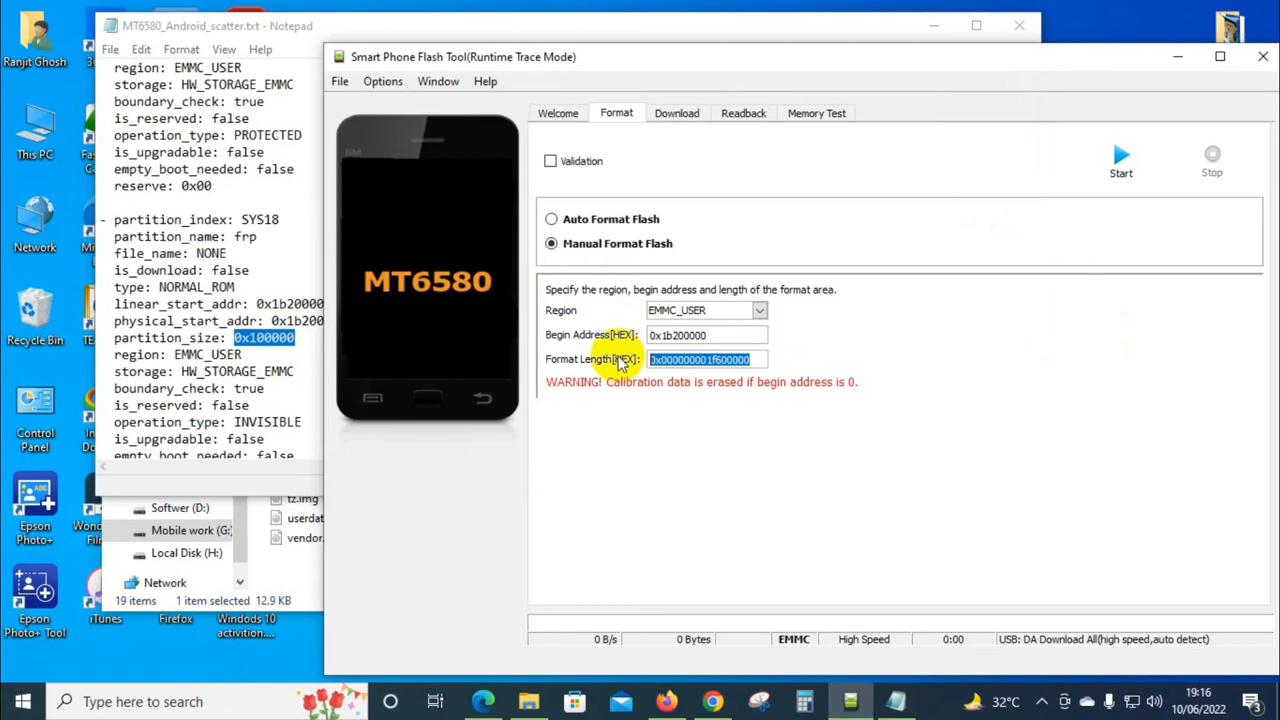 MT6580_Android_scatter.txt - Notepad
File Edit Format View Help
region: EMMC_USER
storage: HW_STORAGE_EMMC
boundary_check: true
is_reserved: false
operation_type: PROTECTED
is_upgradable: false
empty_boot_needed: false
reserve: 0x00
- partition_index: SYS18
partition_name: frp
file_name: NONE
is_download: false
type: NORMAL_ROM
linear_start_addr: 0x1b20000
physical_start_addr: 0x1b200
partition_size: 0x100000
region: EMMC_USER
storage: HW_STORAGE_EMMC
boundary_check: true
is_reserved: false
operation_type: INVISIBLE
is_upgradable: false
empty_boot_needed: false
Smart Phone Flash Tool(Runtime Trace Mode)
File Options Window Help
BM
MT6580
Welcome Format Download Readback Memory Test
Validation
Start
Stop
Auto Format Flash
Manual Format Flash
Specify the region, begin address and length of the format area.
Region EMMC_USER
Begin Address[HEX]: 0x1b200000
Format Length[HEX]: 0x000000001f600000
WARNING! Calibration data is erased if begin address is 0.
0 B/s 0 Bytes EMMC High Speed 0:00 USB: DA Download All(high speed,auto detect)
Softwer (D:)
Mobile work (G:)
Local Disk (H:)
Network
tz.img
userdat
vendor.
19 items 1 item selected 12.9 KB
Ranjit Ghosh
This PC
Network
Recycle Bin
Control Panel
Epson Photo+
Epson Photo+ Tool
iTunes
Firefox
Windods 10 activition....
Type here to search
32°C
19:16
10/06/2022
3